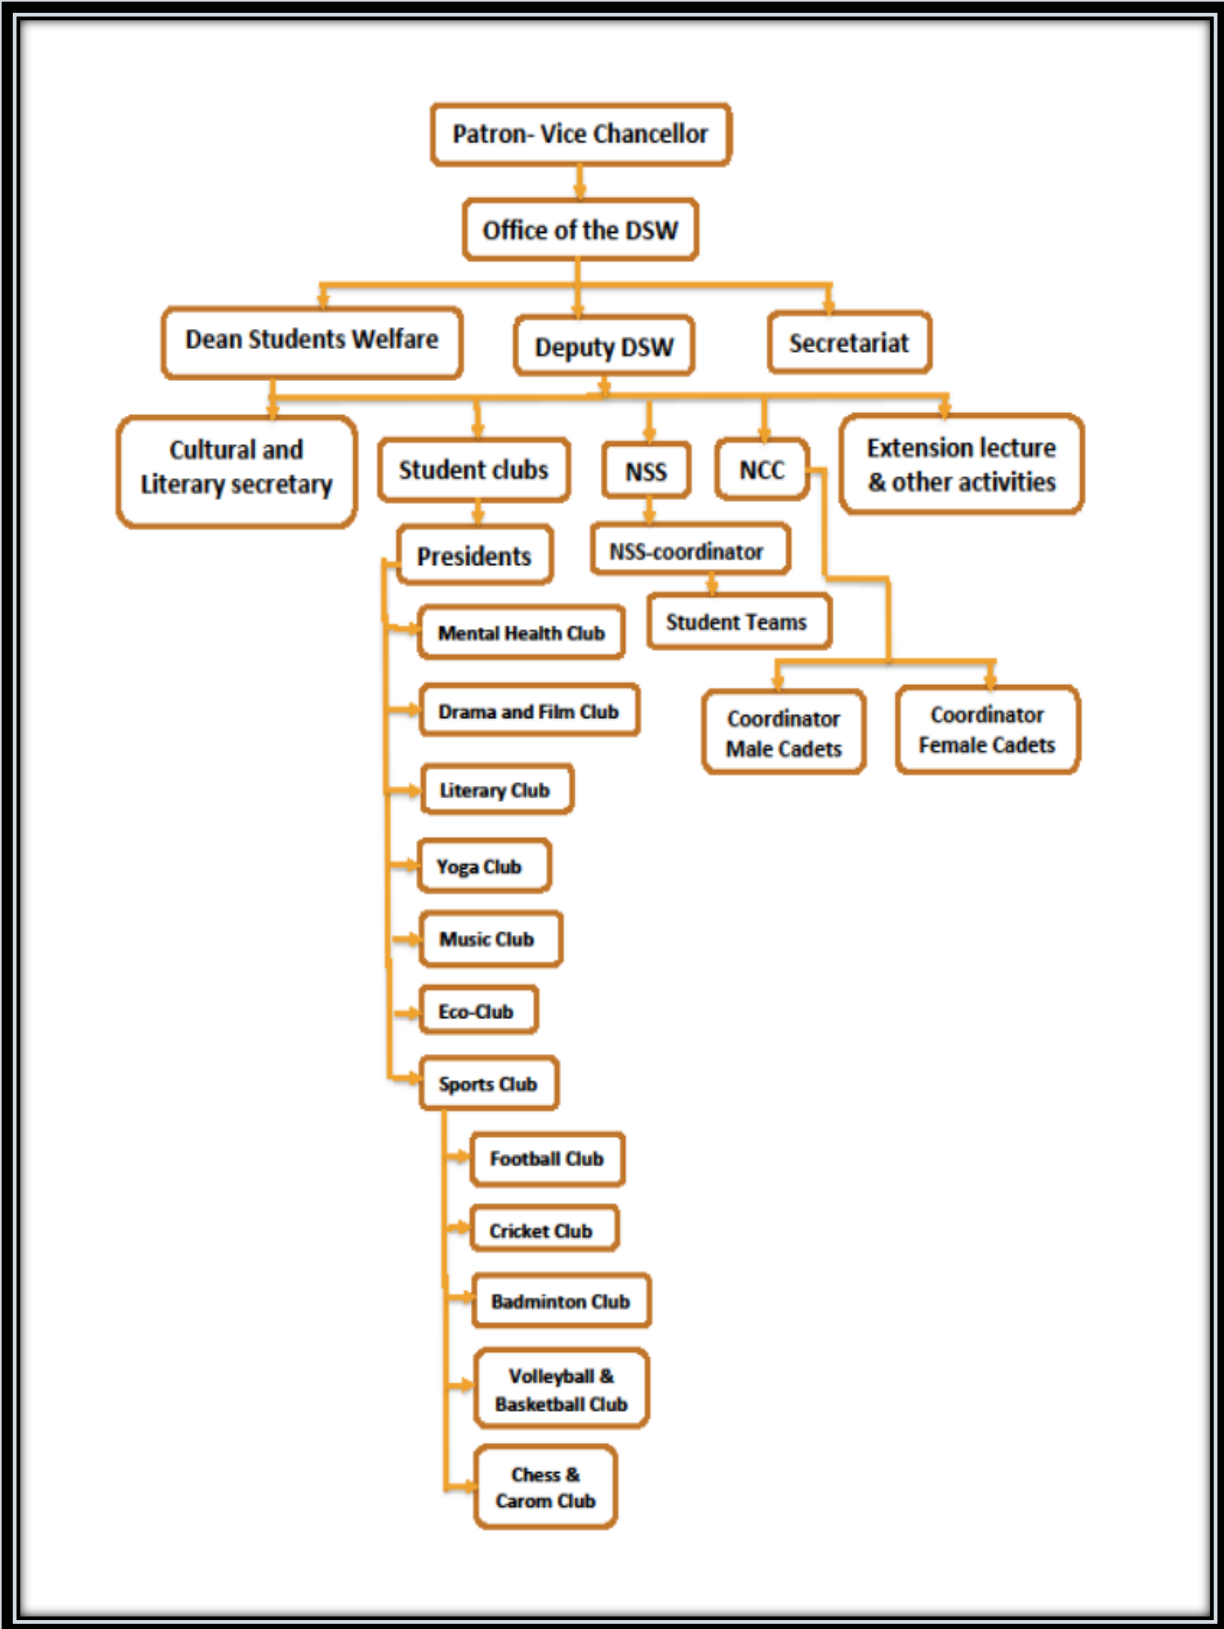 Patron- Vice Chancellor
Office of the DSW
Dean Students Welfare
Deputy DSW
Secretariat
Cultural and
Literary secretary
Student clubs
NSS
NCC
Extension lecture
& other activities
Presidents
NSS-coordinator
Student Teams
Mental Health Club
Drama and Film Club
Coordinator
Male Cadets
Coordinator
Female Cadets
Literary Club
Yoga Club
Music Club
Eco-Club
Sports Club
Football Club
Cricket Club
Badminton Club
Volleyball &
Basketball Club
Chess &
Carom Club